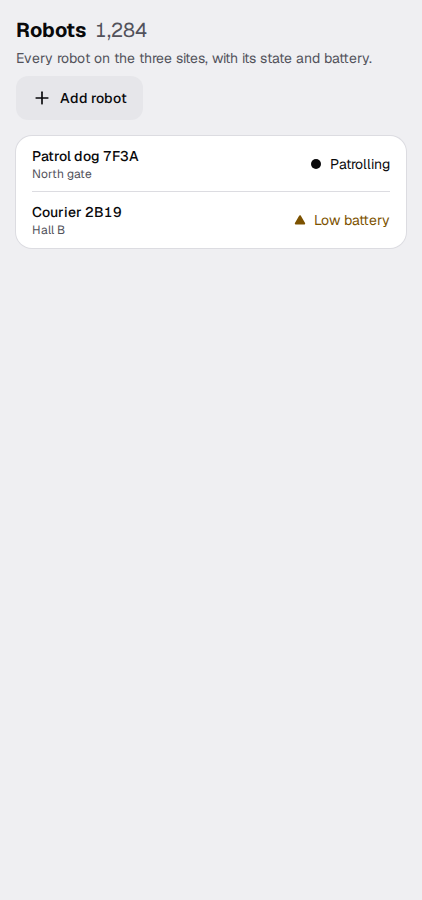 Robots 1,284
Every robot on the three sites, with its state and battery.
Add robot
Patrol dog 7F3A
North gate
Patrolling
Courier 2B19
Hall B
Low battery